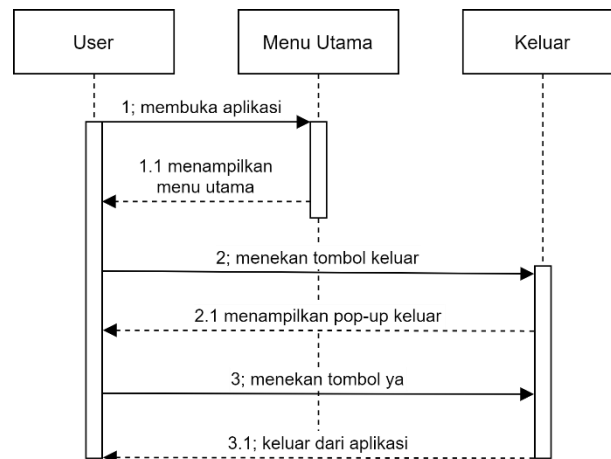 User
Menu Utama
Keluar
1; membuka aplikasi
1.1 menampilkan
menu utama
2; menekan tombol keluar
2.1 menampilkan pop-up keluar
3; menekan tombol ya
3.1; keluar dari aplikasi